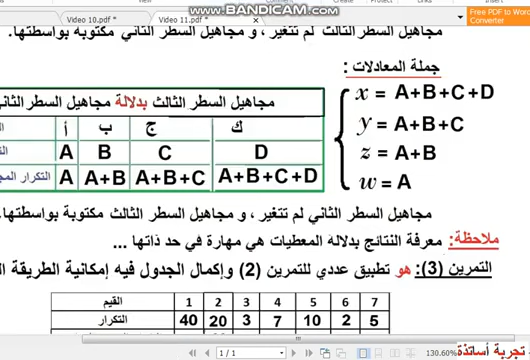 WWW.BANDICAM.COM
Video 10.pdf * Video 11.pdf *
Free PDF to Word Converter
مجاهيل السطر الثالث لم تتغير، و مجاهيل السطر الثاني مكتوبة بواسطتها.
جملة المعادلات :
x = A+B+C+D
y = A+B+C
z = A+B
w = A
مجاهيل السطر الثالث بدلالة مجاهيل السطر الثاني
أ ب ج ك
A B C D
التكرار A A+B A+B+C A+B+C+D
مجاهيل السطر الثاني لم تتغير، و مجاهيل السطر الثالث مكتوبة بواسطتها.
ملاحظة: معرفة النتائج بدلالة المعطيات هي مهارة في حد ذاتها ...
التمرين (3): هو تطبيق عددي للتمرين (2) وإكمال الجدول فيه إمكانية الطريقة
القيم 1 2 3 4 5 6 7
التكرار 40 20 3 7 10 2 5
1 / 1
130.60%
تجربة أساتذة